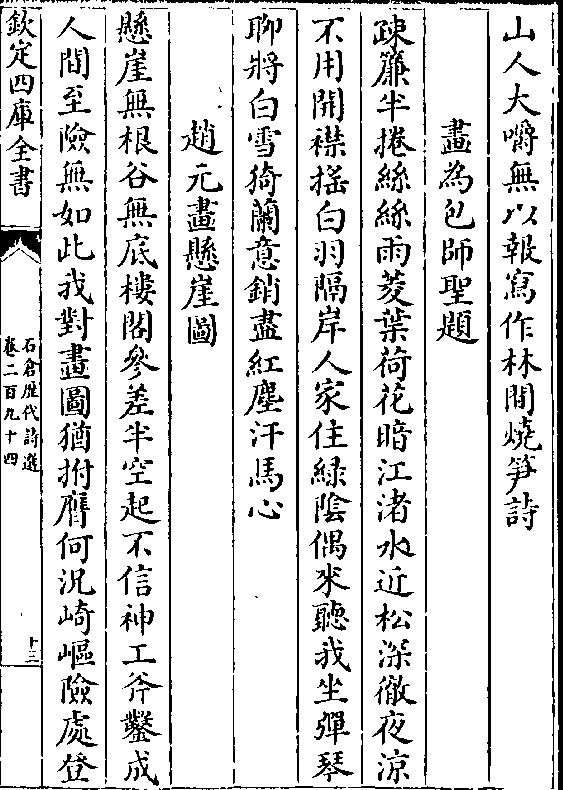 山人大嚼無以報寫作林間燒筍詩
畫為包師聖題
疎簾半捲絲絲雨菱葉荷花暗江渚水近松深徹夜涼
不用開襟揺白羽隔岸人家住緑陰偶來聽我坐彈琴
聊將白雪猗蘭意銷盡紅塵汗馬心
趙元畫懸崖圖
懸崖無根谷無底樓閣參差半空起不信神工斧鑿成
人間至險無如此我對畫圖猶拊膺何況崎嶇險處登
欽定四庫全書
石倉歴代詩選
卷二百九十四
十三